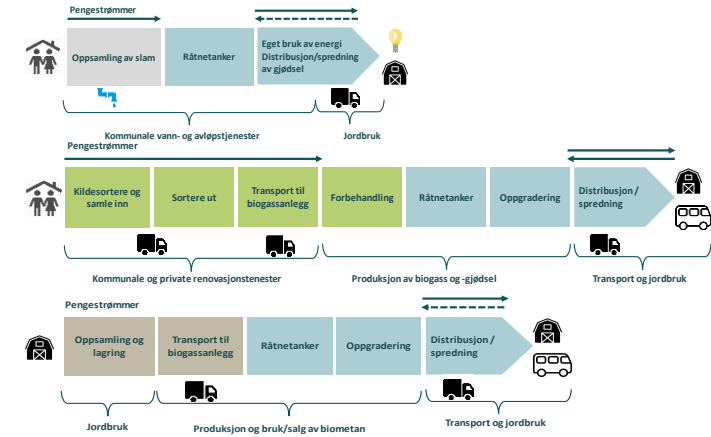 Pengestrømmer
Oppsamling av slam
Råtnetanker
Eget bruk av energi
Distribusjon/spredning
av gjødsel
Kommunale vann- og avløpstjenester
Jordbruk
Pengestrømmer
Kildesortere og
samle inn
Sortere ut
Transport til
biogassanlegg
Forbehandling
Råtnetanker
Oppgradering
Distribusjon /
spredning
Kommunale og private renovasjonstenester
Produksjon av biogass og -gjødsel
Transport og jordbruk
Pengestrømmer
Oppsamling og
lagring
Transport til
biogassanlegg
Råtnetanker
Oppgradering
Distribusjon /
spredning
Jordbruk
Produksjon og bruk/salg av biometan
Transport og jordbruk